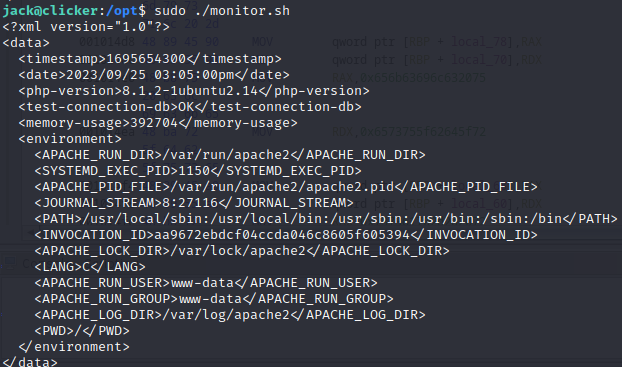 jack@clicker:/opt$ sudo ./monitor.sh
<?xml version="1.0"?>
<data>
  <timestamp>1695654300</timestamp>
  <date>2023/09/25 03:05:00pm</date>
  <php-version>8.1.2-1ubuntu2.14</php-version>
  <test-connection-db>OK</test-connection-db>
  <memory-usage>392704</memory-usage>
  <environment>
    <APACHE_RUN_DIR>/var/run/apache2</APACHE_RUN_DIR>
    <SYSTEMD_EXEC_PID>1150</SYSTEMD_EXEC_PID>
    <APACHE_PID_FILE>/var/run/apache2/apache2.pid</APACHE_PID_FILE>
    <JOURNAL_STREAM>8:27116</JOURNAL_STREAM>
    <PATH>/usr/local/sbin:/usr/local/bin:/usr/sbin:/usr/bin:/sbin:/bin</PATH>
    <INVOCATION_ID>aa9672ebdcf04ccda046c8605f605394</INVOCATION_ID>
    <APACHE_LOCK_DIR>/var/lock/apache2</APACHE_LOCK_DIR>
    <LANG>C</LANG>
    <APACHE_RUN_USER>www-data</APACHE_RUN_USER>
    <APACHE_RUN_GROUP>www-data</APACHE_RUN_GROUP>
    <APACHE_LOG_DIR>/var/log/apache2</APACHE_LOG_DIR>
    <PWD>/</PWD>
  </environment>
</data>